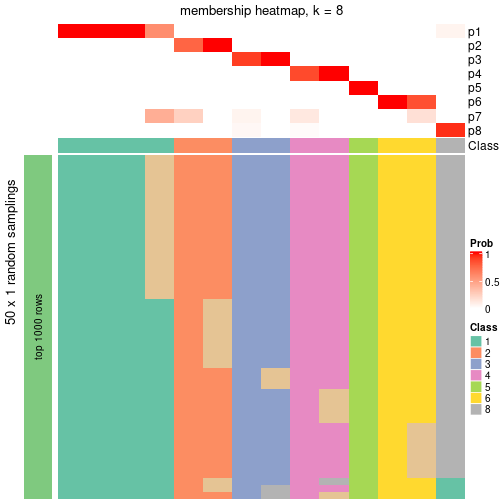 membership heatmap, k = 8
p1
p2
p3
p4
p5
p6
p7
p8
Class
50 x 1 random samplings
top 1000 rows
Prob
1
0.5
0
Class
1
2
3
4
5
6
8